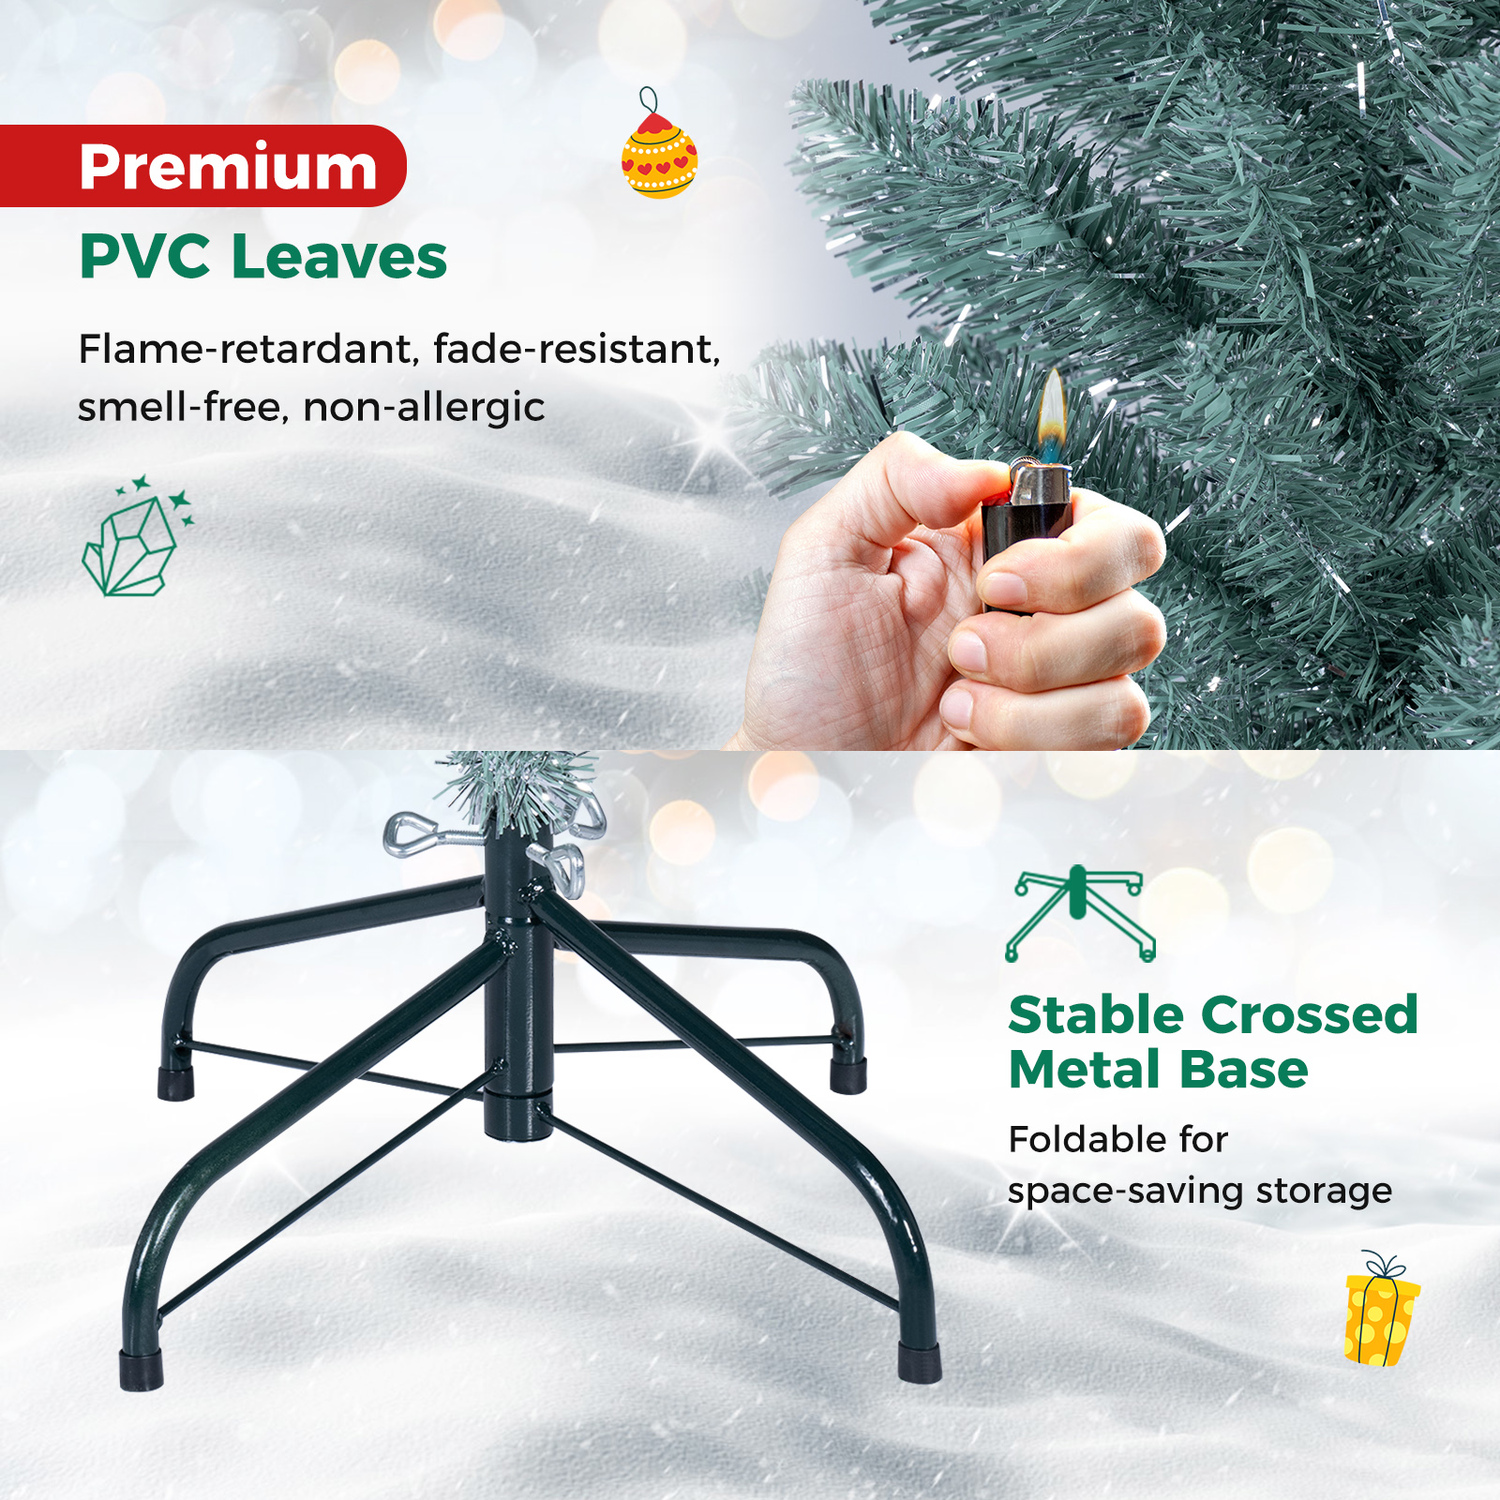 Premium
PVC Leaves
Flame-retardant, fade-resistant,
smell-free, non-allergic
Stable Crossed
Metal Base
Foldable for
space-saving storage